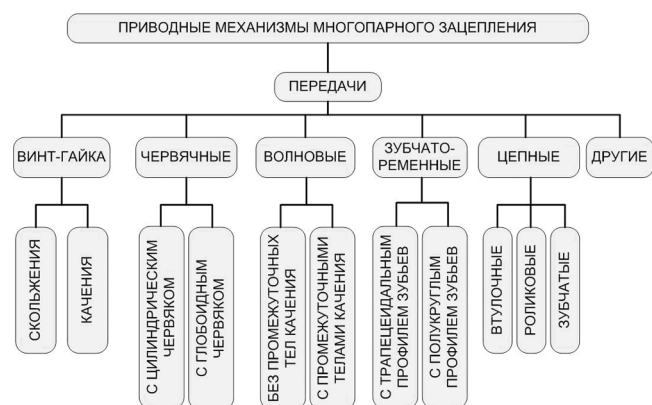 ПРИВОДНЫЕ МЕХАНИЗМЫ МНОГОПАРНОГО ЗАЦЕПЛЕНИЯ
ПЕРЕДАЧИ
ВИНТ-ГАЙКА
ЧЕРВЯЧНЫЕ
ВОЛНОВЫЕ
ЗУБЧАТО-
РЕМЕННЫЕ
ЦЕПНЫЕ
ДРУГИЕ
СКОЛЬЖЕНИЯ
КАЧЕНИЯ
С ЦИЛИНДРИЧЕСКИМ
ЧЕРВЯКОМ
С ГЛОБОИДНЫМ
ЧЕРВЯКОМ
БЕЗ ПРОМЕЖУТОЧНЫХ
ТЕЛ КАЧЕНИЯ
С ПРОМЕЖУТОЧНЫМИ
ТЕЛАМИ КАЧЕНИЯ
С ТРАПЕЦЕИДАЛЬНЫМ
ПРОФИЛЕМ ЗУБЬЕВ
С ПОЛУКРУГЛЫМ
ПРОФИЛЕМ ЗУБЬЕВ
ВТУЛОЧНЫЕ
РОЛИКОВЫЕ
ЗУБЧАТЫЕ